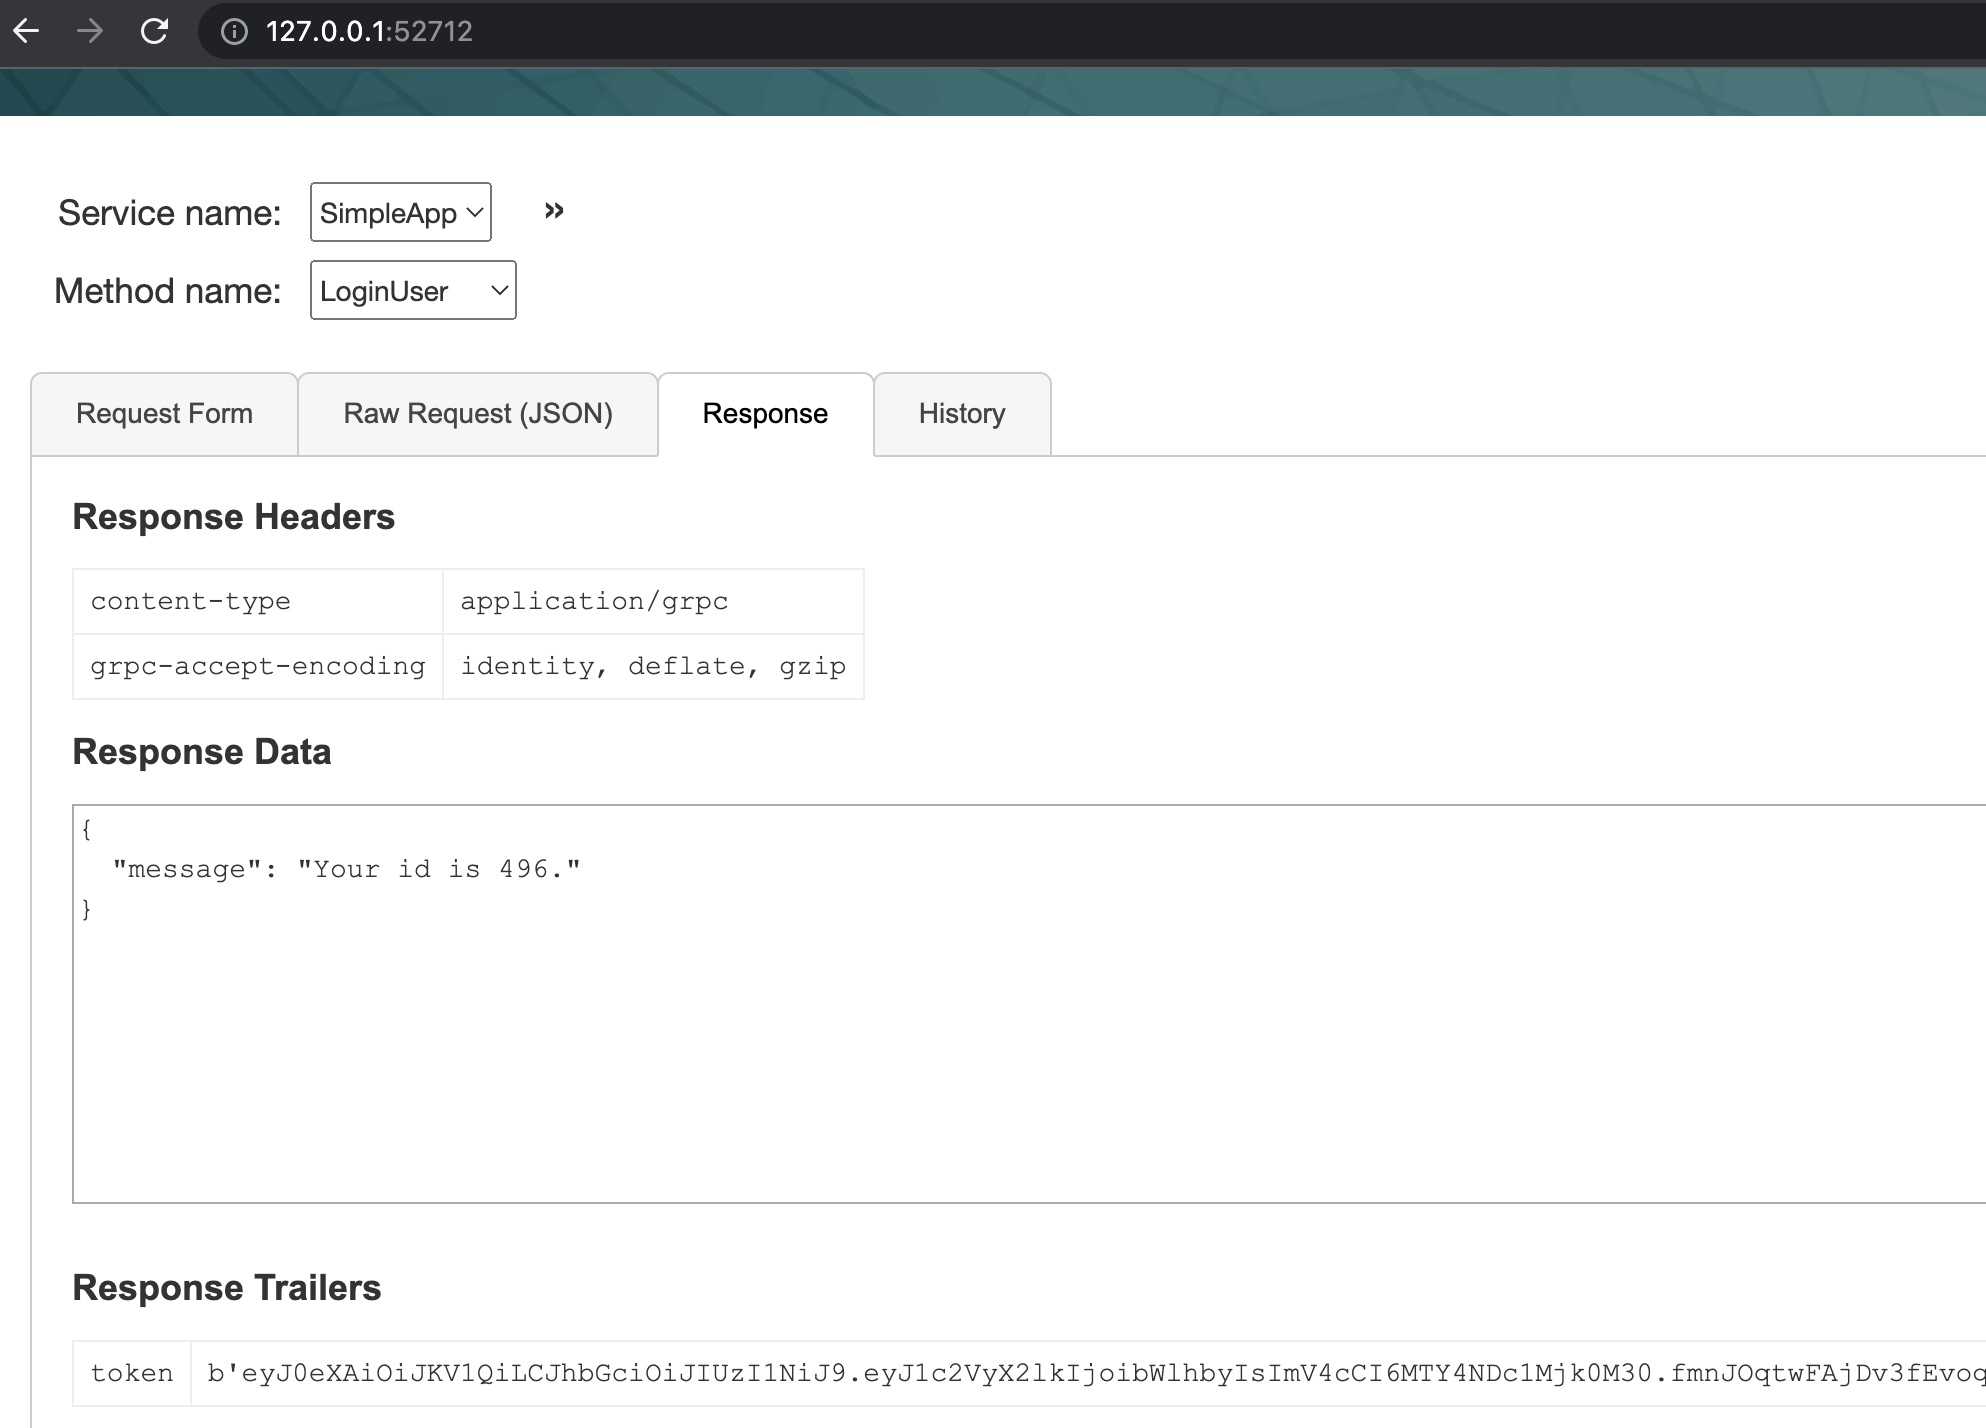 127.0.0.1:52712
Service name: SimpleApp »
Method name: LoginUser
Request Form Raw Request (JSON) Response History
Response Headers
content-type application/grpc
grpc-accept-encoding identity, deflate, gzip
Response Data
{
"message": "Your id is 496."
}
Response Trailers
token b'eyJ0eXAiOiJKV1QiLCJhbGciOiJIUzI1NiJ9.eyJ1c2VyX2lkIjoibWlhbyIsImV4cCI6MTY4NDc1Mjk0M30.fmnJOqtwFAjDv3fEvoq